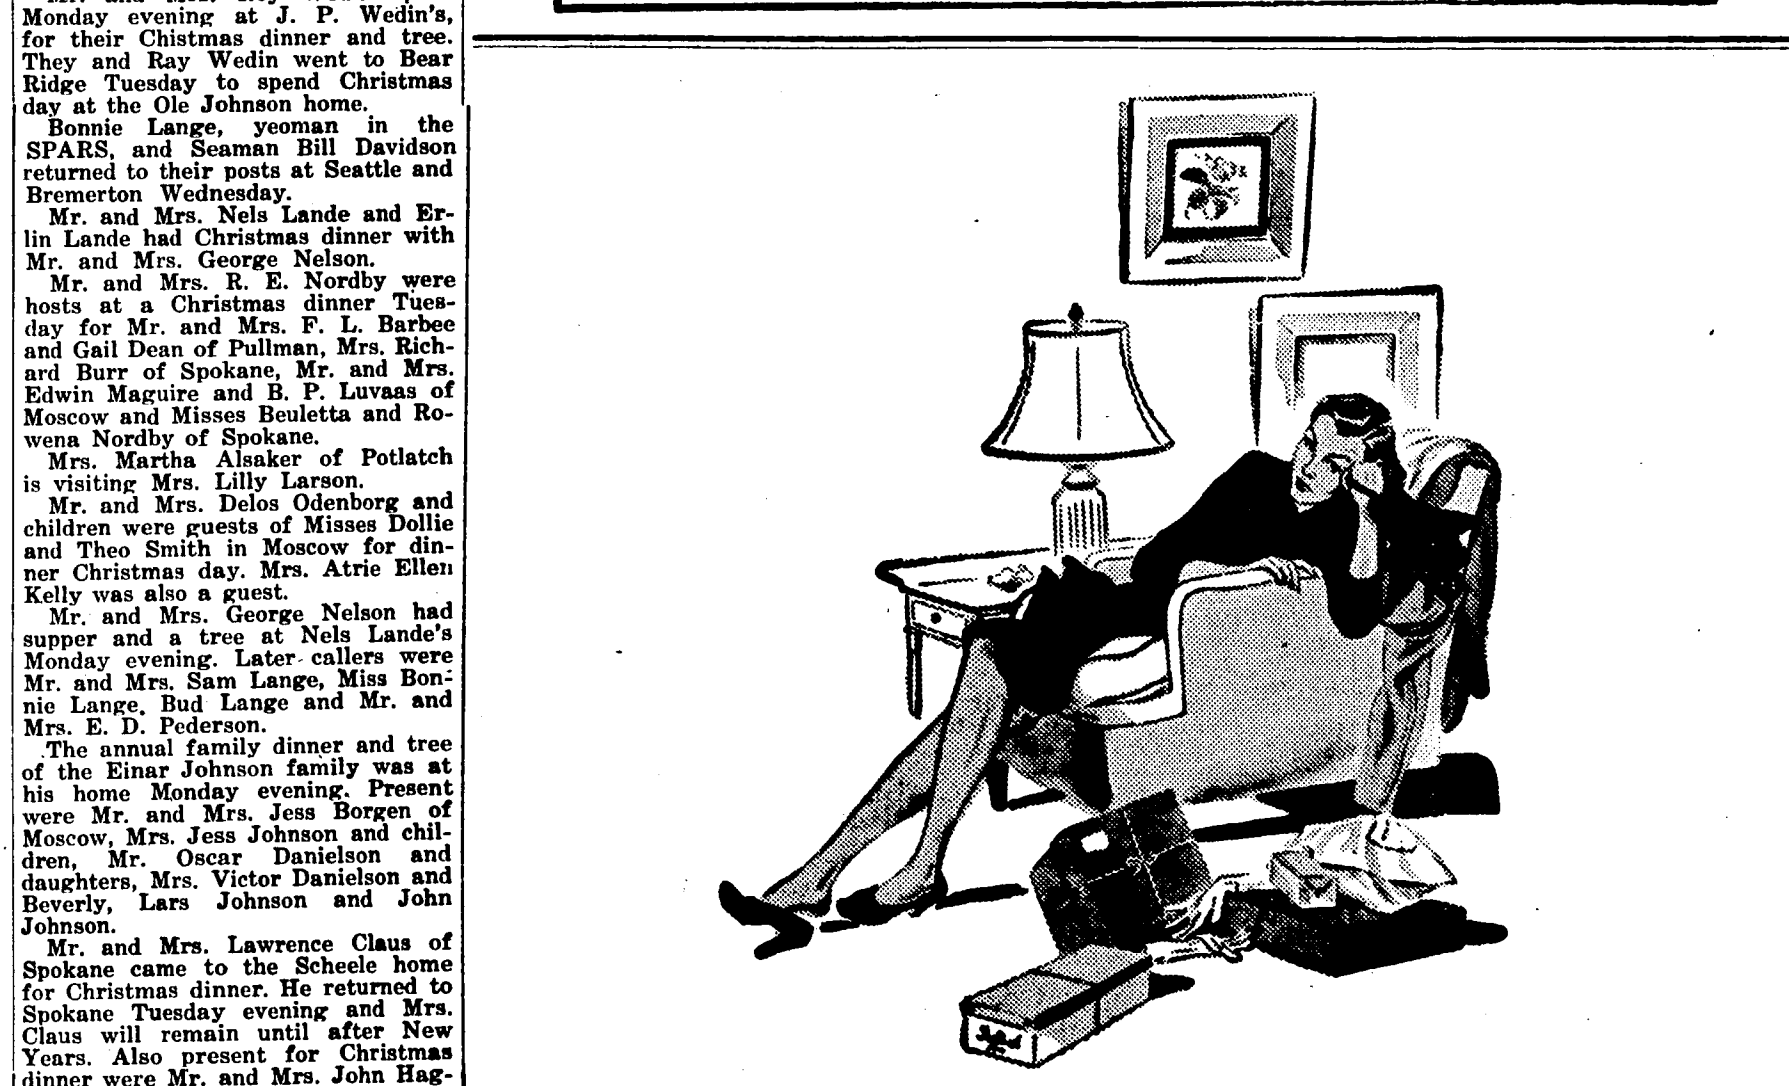 Monday evening at J. P. Wedin's,
for their Chistmas dinner and tree.
They and Ray Wedin went to Bear
Ridge Tuesday to spend Christmas
day at the Ole Johnson home.
Bonnie Lange, yeoman in the
SPARS, and Seaman Bill Davidson
returned to their posts at Seattle and
Bremerton Wednesday.
Mr. and Mrs. Nels Lande and Er-
lin Lande had Christmas dinner with
Mr. and Mrs. George Nelson.
Mr. and Mrs. R. E. Nordby were
hosts at a Christmas dinner Tues-
day for Mr. and Mrs. F. L. Barbee
and Gail Dean of Pullman, Mrs. Rich-
ard Burr of Spokane, Mr. and Mrs.
Edwin Maguire and B. P. Luvaas of
Moscow and Misses Beuletta and Ro-
wena Nordby of Spokane.
Mrs. Martha Alsaker of Potlatch
is visiting Mrs. Lilly Larson.
Mr. and Mrs. Delos Odenborg and
children were guests of Misses Dollie
and Theo Smith in Moscow for din-
ner Christmas day. Mrs. Atrie Ellen
Kelly was also a guest.
Mr. and Mrs. George Nelson had
supper and a tree at Nels Lande's
Monday evening. Later callers were
Mr. and Mrs. Sam Lange, Miss Bon-
nie Lange, Bud Lange and Mr. and
Mrs. E. D. Pederson.
The annual family dinner and tree
of the Einar Johnson family was at
his home Monday evening. Present
were Mr. and Mrs. Jess Borgen of
Moscow, Mrs. Jess Johnson and chil-
dren, Mr. Oscar Danielson and
daughters, Mrs. Victor Danielson and
Beverly, Lars Johnson and John
Johnson.
Mr. and Mrs. Lawrence Claus of
Spokane came to the Scheele home
for Christmas dinner. He returned to
Spokane Tuesday evening and Mrs.
Claus will remain until after New
Years. Also present for Christmas
dinner were Mr. and Mrs. John Hag-